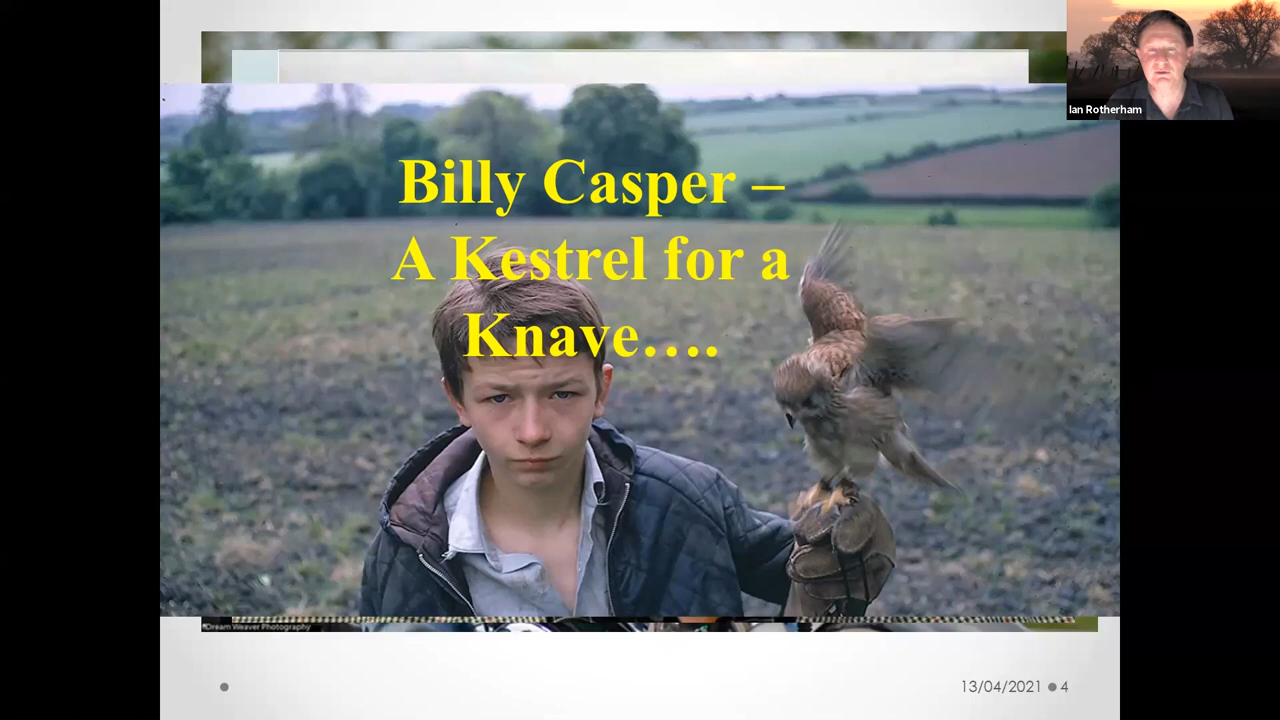 Ian Rotherham
Billy Casper –
A Kestrel for a
Knave….
Dream Weaver Photography
13/04/2021
4